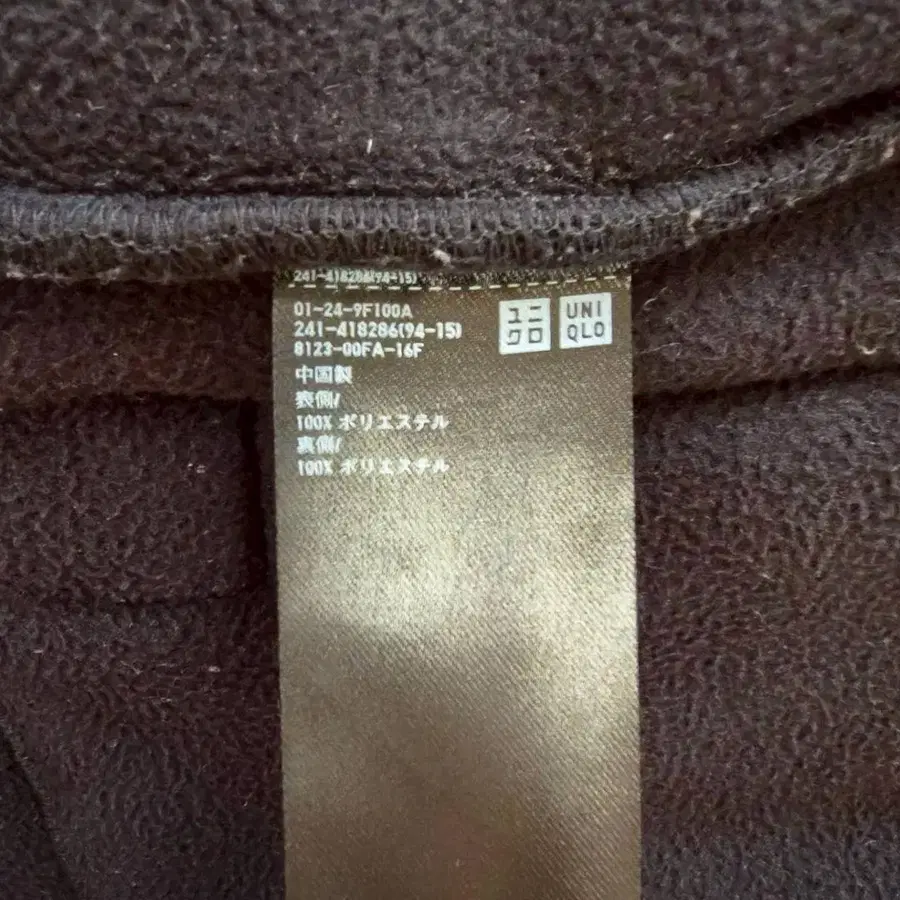 241-418286(94-15)
01-24-9F100A
241-418286(94-15)
8123-00FA-16F
中国製
表側/
100% ポリエステル
裏側/
100% ポリエステル
ユニ
クロ
UNI
QLO